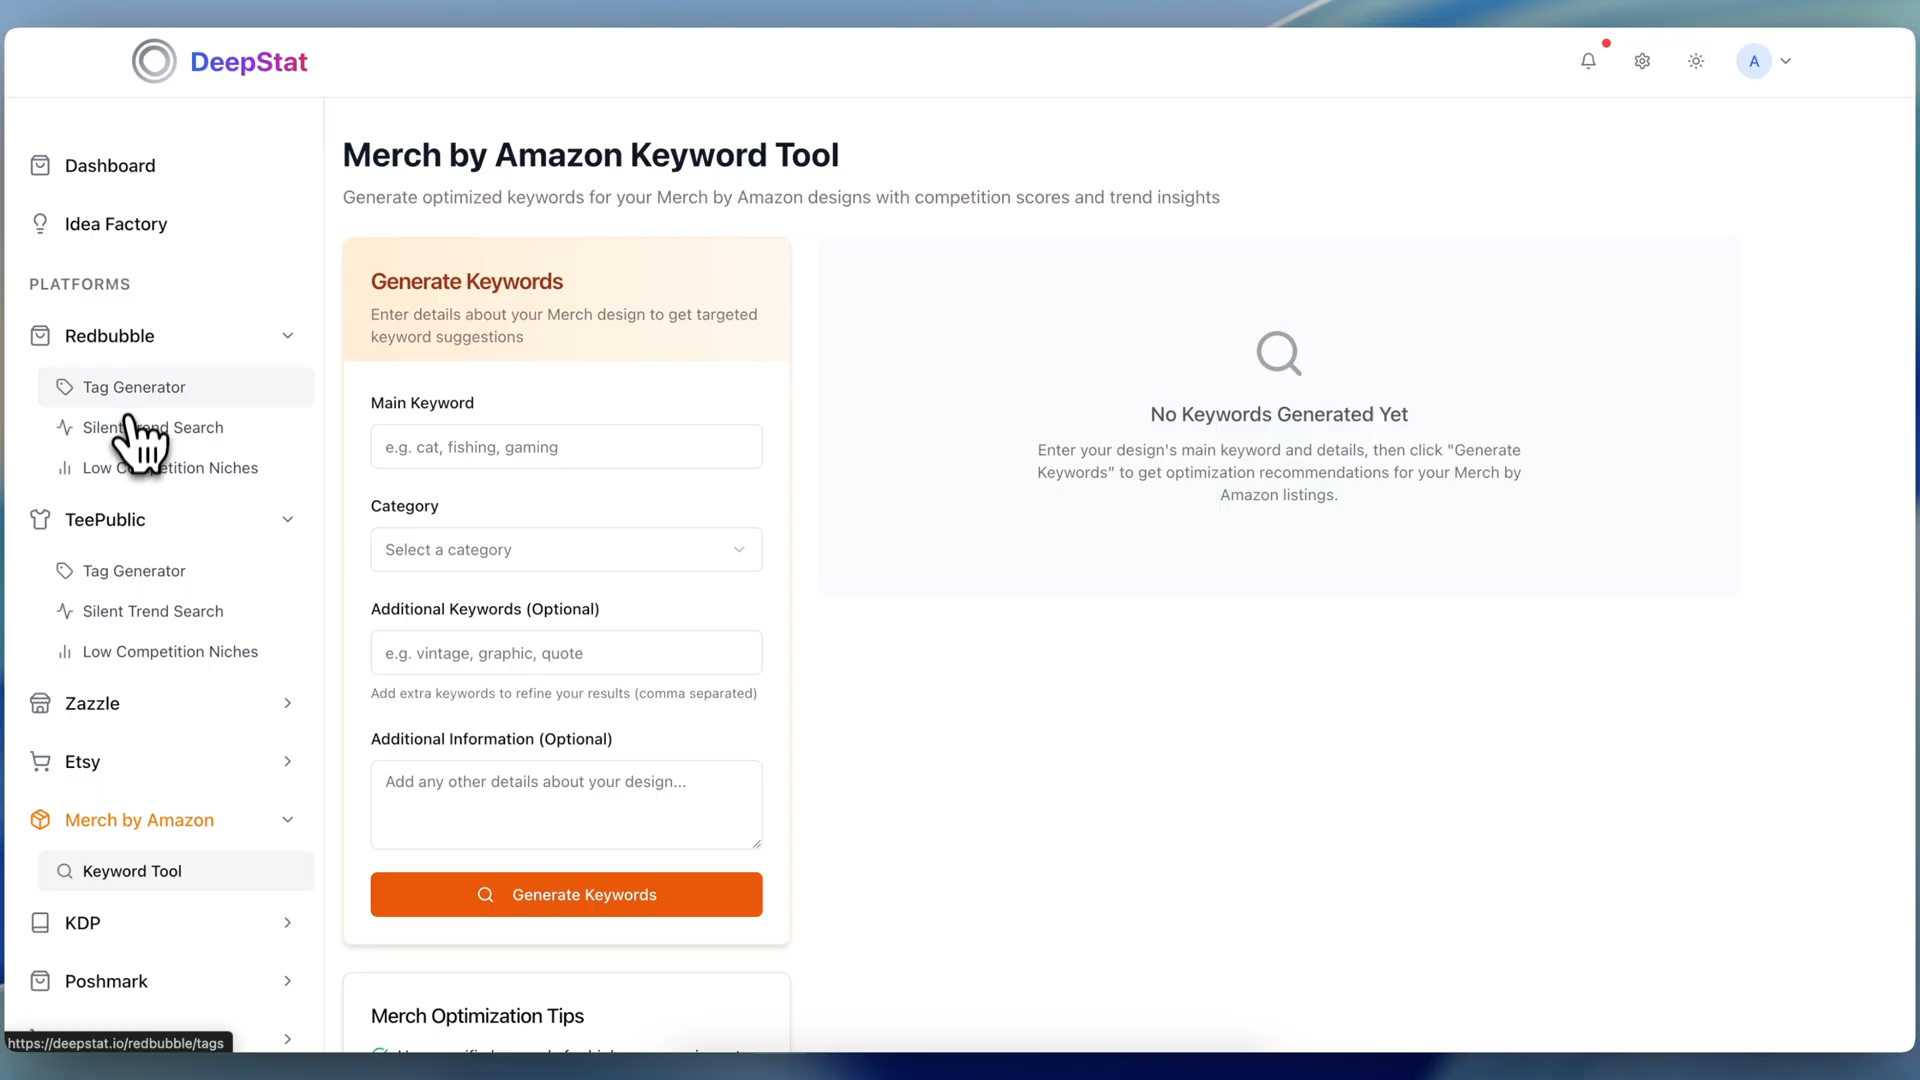 DeepStat
A
Dashboard
Idea Factory
PLATFORMS
Redbubble
Tag Generator
Silent Trend Search
Low Competition Niches
TeePublic
Tag Generator
Silent Trend Search
Low Competition Niches
Zazzle
Etsy
Merch by Amazon
Keyword Tool
KDP
Poshmark
https://deepstat.io/redbubble/tags
Merch by Amazon Keyword Tool
Generate optimized keywords for your Merch by Amazon designs with competition scores and trend insights
Generate Keywords
Enter details about your Merch design to get targeted
keyword suggestions
Main Keyword
e.g. cat, fishing, gaming
Category
Select a category
Additional Keywords (Optional)
e.g. vintage, graphic, quote
Add extra keywords to refine your results (comma separated)
Additional Information (Optional)
Add any other details about your design...
Generate Keywords
Merch Optimization Tips
No Keywords Generated Yet
Enter your design's main keyword and details, then click "Generate
Keywords" to get optimization recommendations for your Merch by
Amazon listings.